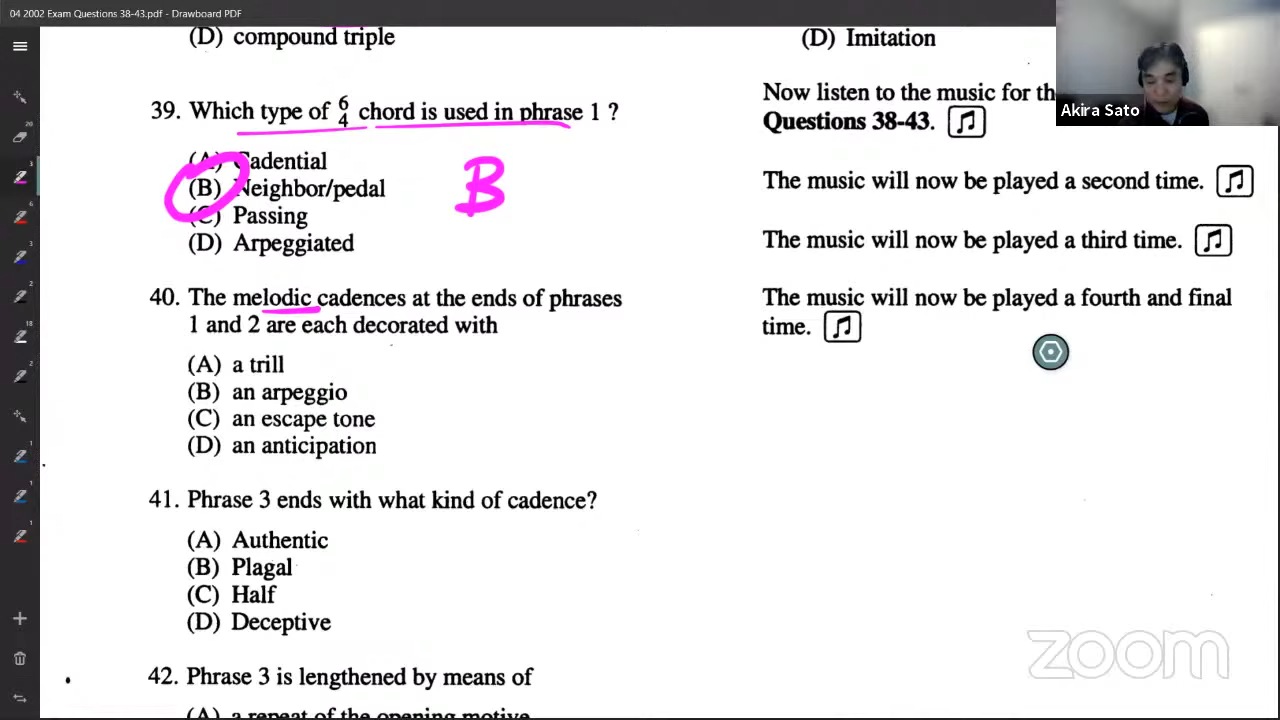 04.2002 Exam Questions 38-43.pdf - Drawboard PDF
(D) compound triple
39. Which type of 6/4 chord is used in phrase 1 ?
(A) Cadential
(B) Neighbor/pedal
(C) Passing
(D) Arpeggiated
B
40. The melodic cadences at the ends of phrases
1 and 2 are each decorated with
(A) a trill
(B) an arpeggio
(C) an escape tone
(D) an anticipation
41. Phrase 3 ends with what kind of cadence?
(A) Authentic
(B) Plagal
(C) Half
(D) Deceptive
42. Phrase 3 is lengthened by means of
(A) a repeat of the opening motive
(D) Imitation
Now listen to the music for
Questions 38-43.
The music will now be played a second time.
The music will now be played a third time.
The music will now be played a fourth and final
time.
Akira Sato
zoom